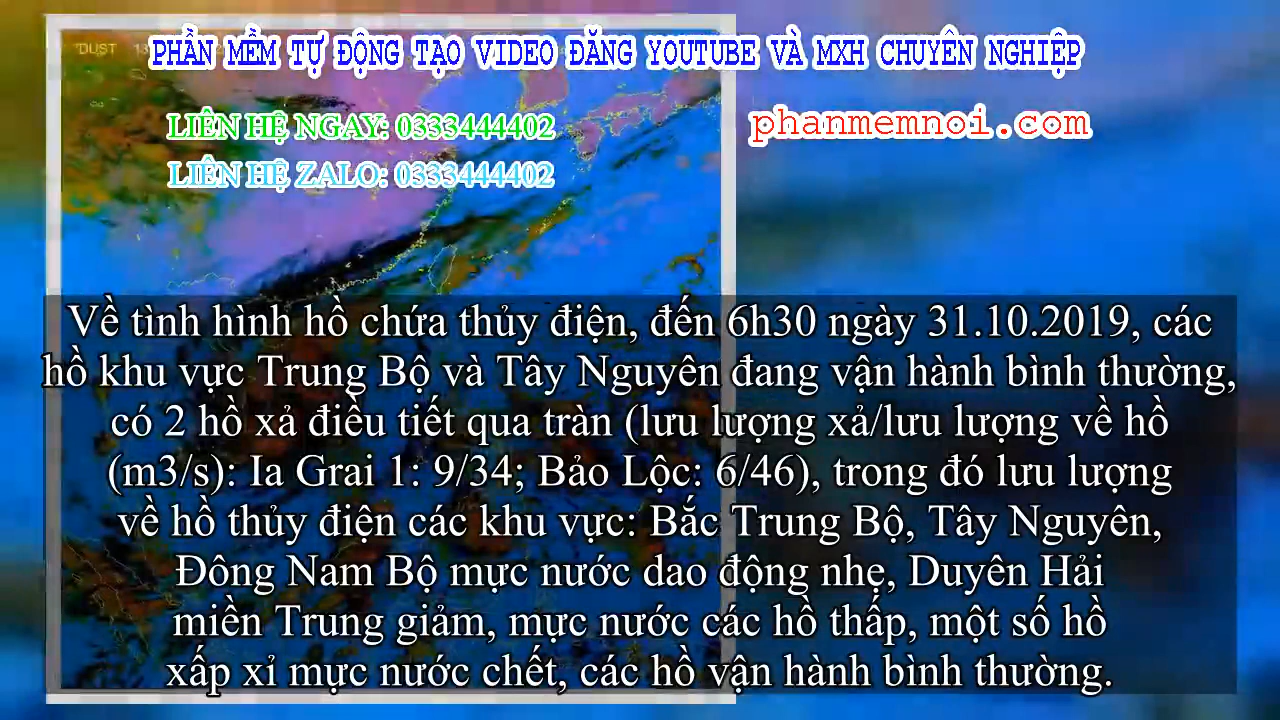 PHẦN MỀM TỰ ĐỘNG TẠO VIDEO ĐĂNG YOUTUBE VÀ MXH CHUYÊN NGHIỆP
LIÊN HỆ NGAY: 0333444402
phanmemnoi.com
LIÊN HỆ ZALO: 0333444402
DUST
Về tình hình hồ chứa thủy điện, đến 6h30 ngày 31.10.2019, các
hồ khu vực Trung Bộ và Tây Nguyên đang vận hành bình thường,
có 2 hồ xả điều tiết qua tràn (lưu lượng xả/lưu lượng về hồ
(m3/s): Ia Grai 1: 9/34; Bảo Lộc: 6/46), trong đó lưu lượng
về hồ thủy điện các khu vực: Bắc Trung Bộ, Tây Nguyên,
Đông Nam Bộ mực nước dao động nhẹ, Duyên Hải
miền Trung giảm, mực nước các hồ thấp, một số hồ
xấp xỉ mực nước chết, các hồ vận hành bình thường.